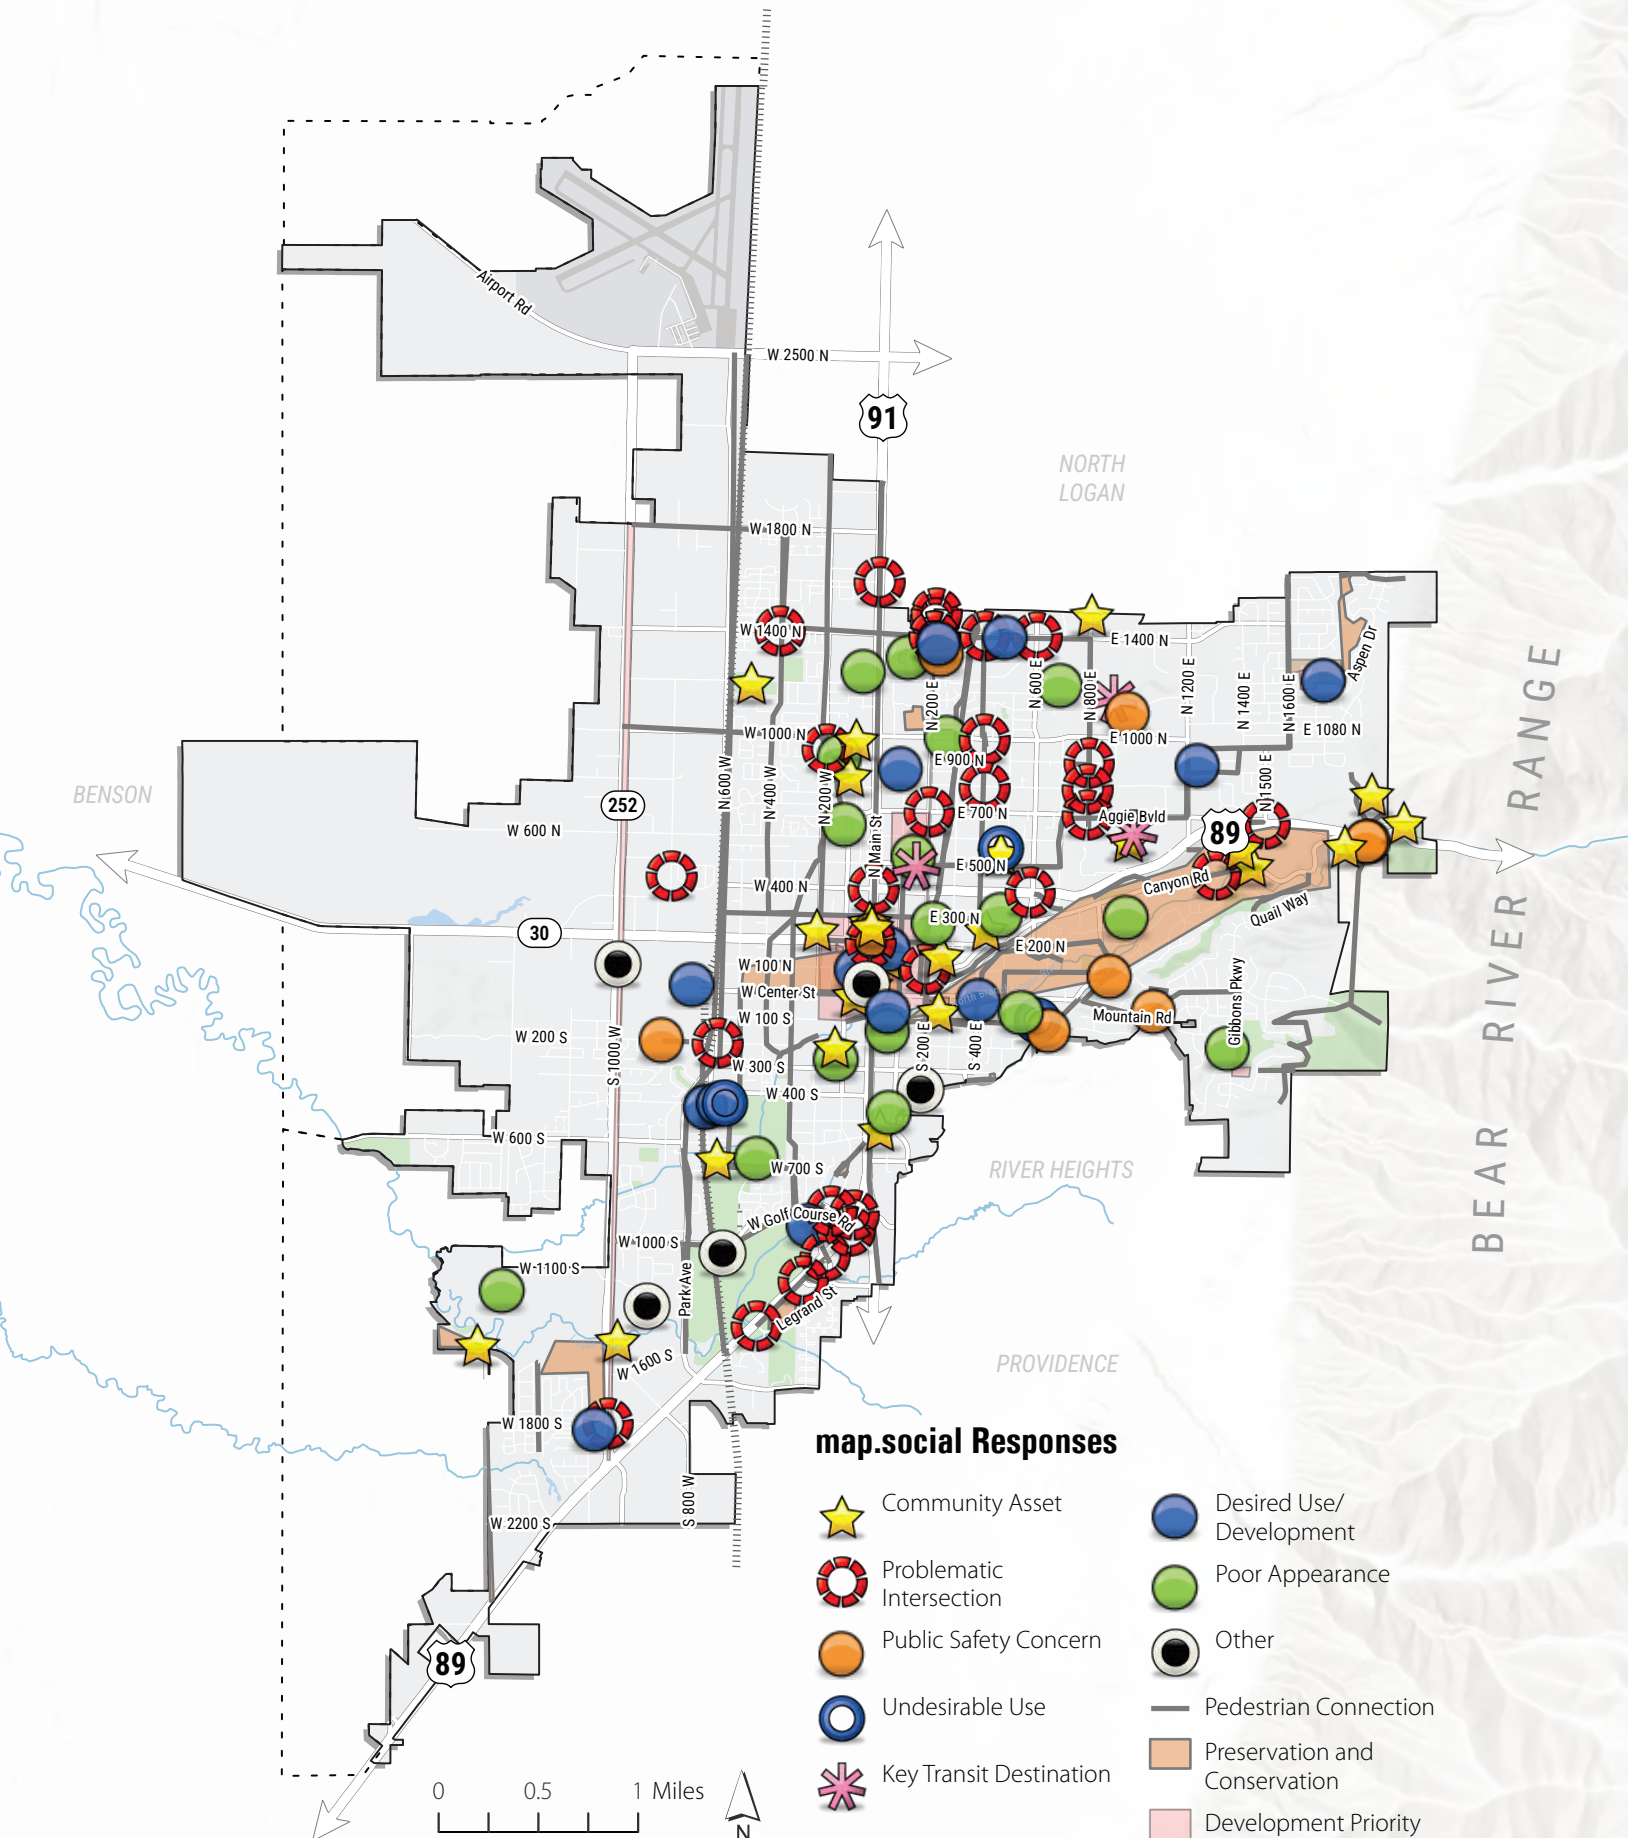 Airport Rd
W 2500 N
91
NORTH
LOGAN
W 1800 N
W 1400 N
E 1400 N
Aspen Dr
N 200 E
N 600 E
N 800 E
N 1200 E
N 1400 E
N 1600 E
E 1080 N
W 1000 N
E 1000 N
E 900 N
BEAR RIVER RANGE
BENSON
252
N 600 W
N 400 W
N 200 W
N Main St
E 700 N
N 1500 E
Aggie Bvld
89
W 600 N
E 500 N
W 400 N
Canyon Rd
Quail Way
30
E 300 N
E 200 N
W 100 N
W Center St
W 100 S
Gibbons Pkwy
Mountain Rd
W 200 S
S 1000 W
W 300 S
S 200 E
S 400 E
W 400 S
W 600 S
W 700 S
RIVER HEIGHTS
W Golf Course Rd
W 1000 S
W 1100 S
Park Ave
Legrand St
W 1600 S
PROVIDENCE
W 1800 S
S 800 W
W 2200 S
89
map.social Responses
Community Asset
Problematic
Intersection
Public Safety Concern
Undesirable Use
Key Transit Destination
Desired Use/
Development
Poor Appearance
Other
Pedestrian Connection
Preservation and
Conservation
Development Priority
0 0.5 1 Miles
N